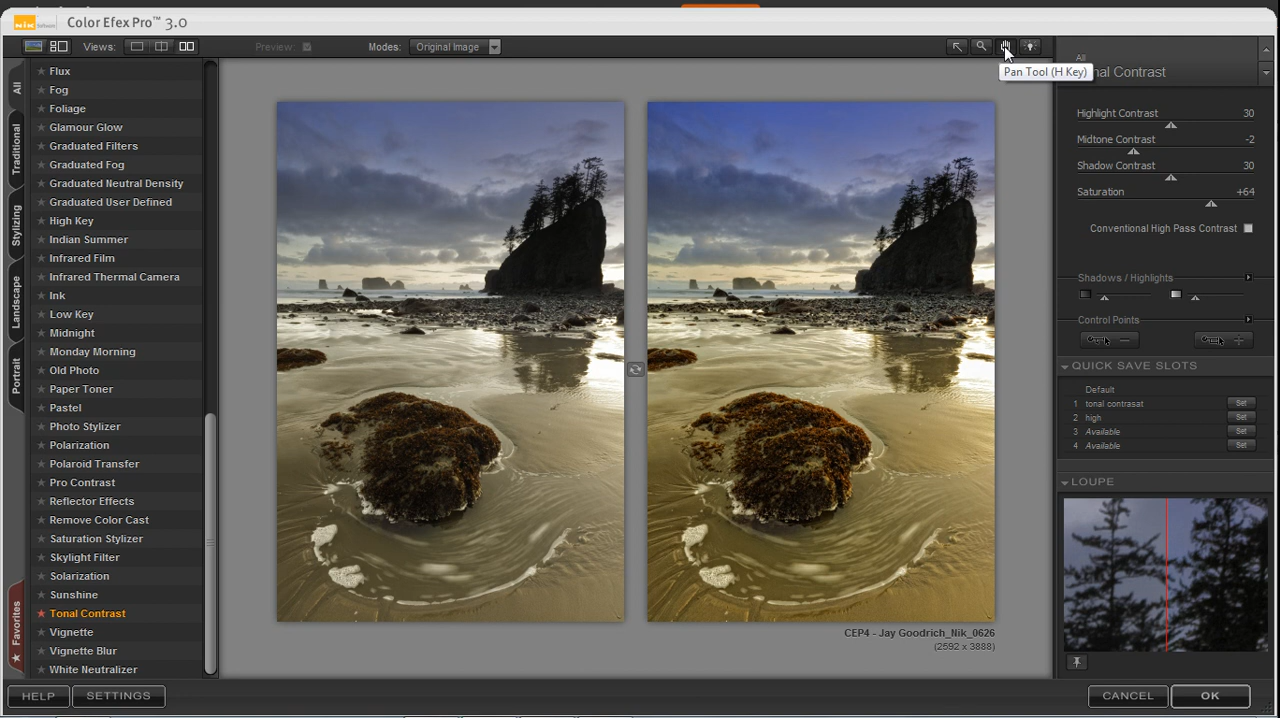 Nik Software Color Efex Pro™ 3.0
Views: Preview: Modes: Original Image
Pan Tool (H Key)
All
nal Contrast
All
Traditional
Stylizing
Landscape
Portrait
Favorites
Flux
Fog
Foliage
Glamour Glow
Graduated Filters
Graduated Fog
Graduated Neutral Density
Graduated User Defined
High Key
Indian Summer
Infrared Film
Infrared Thermal Camera
Ink
Low Key
Midnight
Monday Morning
Old Photo
Paper Toner
Pastel
Photo Stylizer
Polarization
Polaroid Transfer
Pro Contrast
Reflector Effects
Remove Color Cast
Saturation Stylizer
Skylight Filter
Solarization
Sunshine
Tonal Contrast
Vignette
Vignette Blur
White Neutralizer
CEP4 - Jay Goodrich_Nik_0626
(2592 x 3888)
Highlight Contrast 30
Midtone Contrast -2
Shadow Contrast 30
Saturation +64
Conventional High Pass Contrast
Shadows / Highlights
Control Points
QUICK SAVE SLOTS
Default
1 tonal contrasat Set
2 high Set
3 Available Set
4 Available Set
LOUPE
HELP SETTINGS CANCEL OK